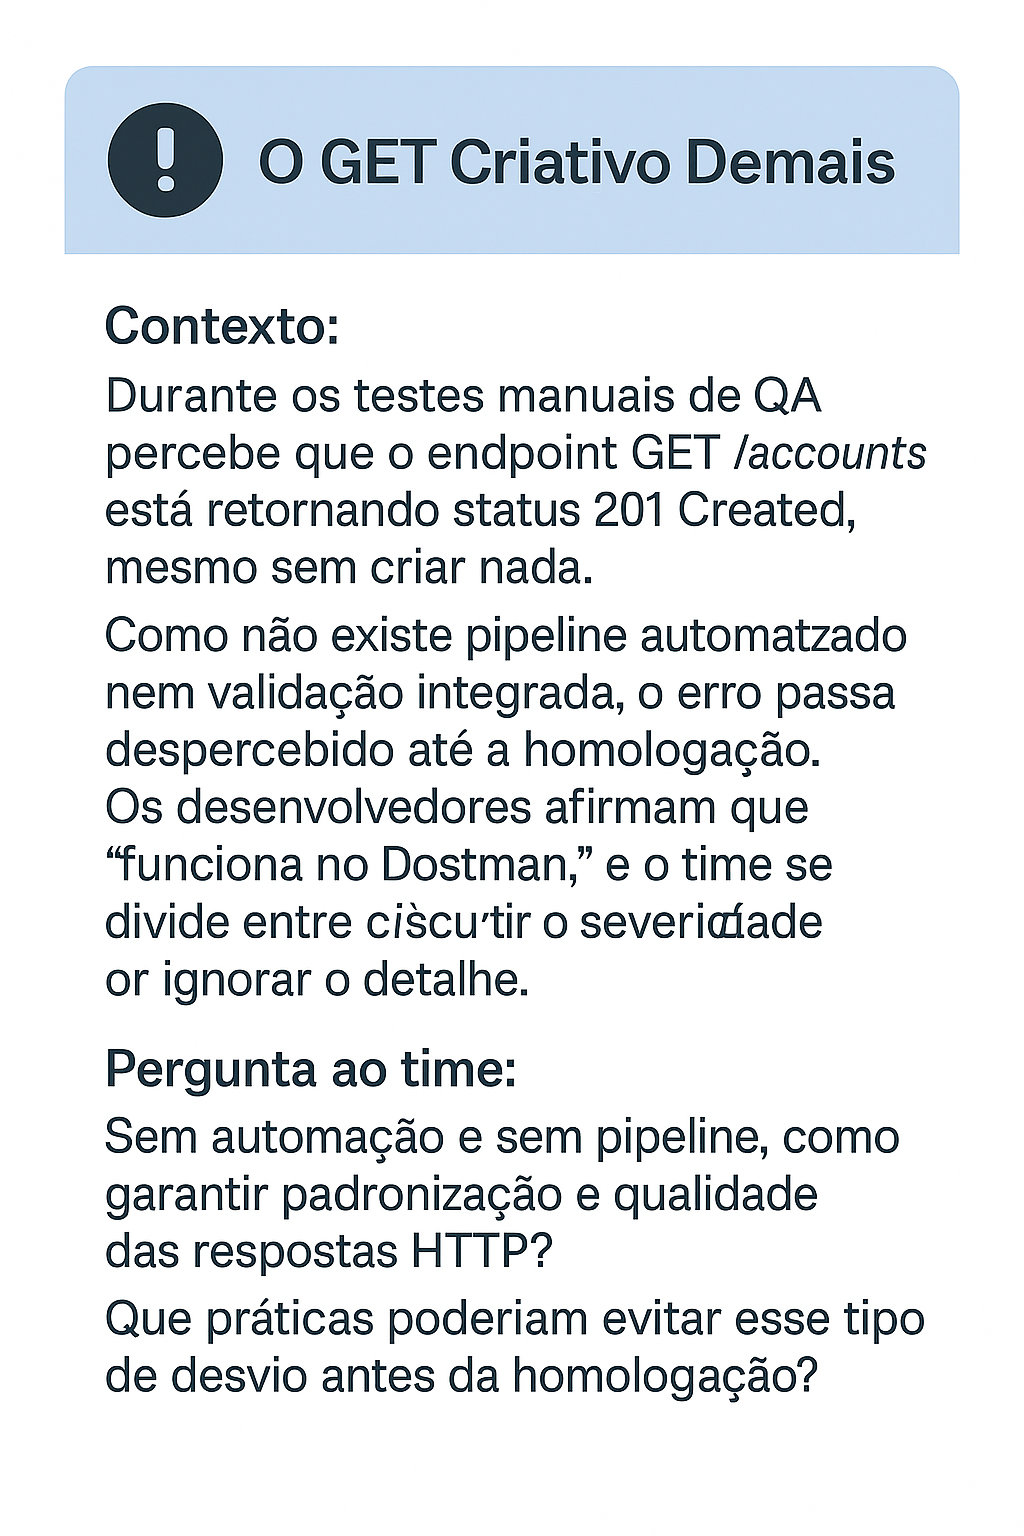 O GET Criativo Demais
Contexto:
Durante os testes manuais de QA
percebe que o endpoint GET /accounts
está retornando status 201 Created,
mesmo sem criar nada.
Como não existe pipeline automatzado
nem validação integrada, o erro passa
despercebido até a homologação.
Os desenvolvedores afirmam que
“funciona no Dostman,” e o time se
divide entre o
or ignorar o detalhe.
Pergunta ao time:
Sem automação e sem pipeline, como
garantir padronização e qualidade
das respostas HTTP?
Que práticas poderiam evitar esse tipo
de desvio antes da homologação?